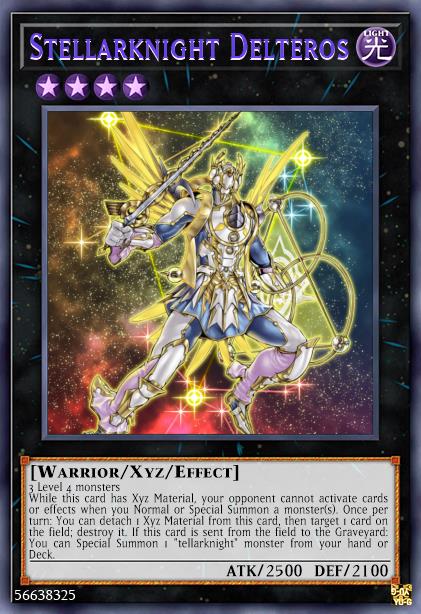 STELLARKNIGHT DELTEROS
LIGHT
光
[WARRIOR/XYZ/EFFECT]
3 Level 4 monsters
While this card has Xyz Material, your opponent cannot activate cards
or effects when you Normal or Special Summon a monster(s). Once per
turn: You can detach 1 Xyz Material from this card, then target 1 card on
the field; destroy it. If this card is sent from the field to the Graveyard:
You can Special Summon 1 "tellarknight" monster from your hand or
Deck.
ATK/2500 DEF/2100
56638325